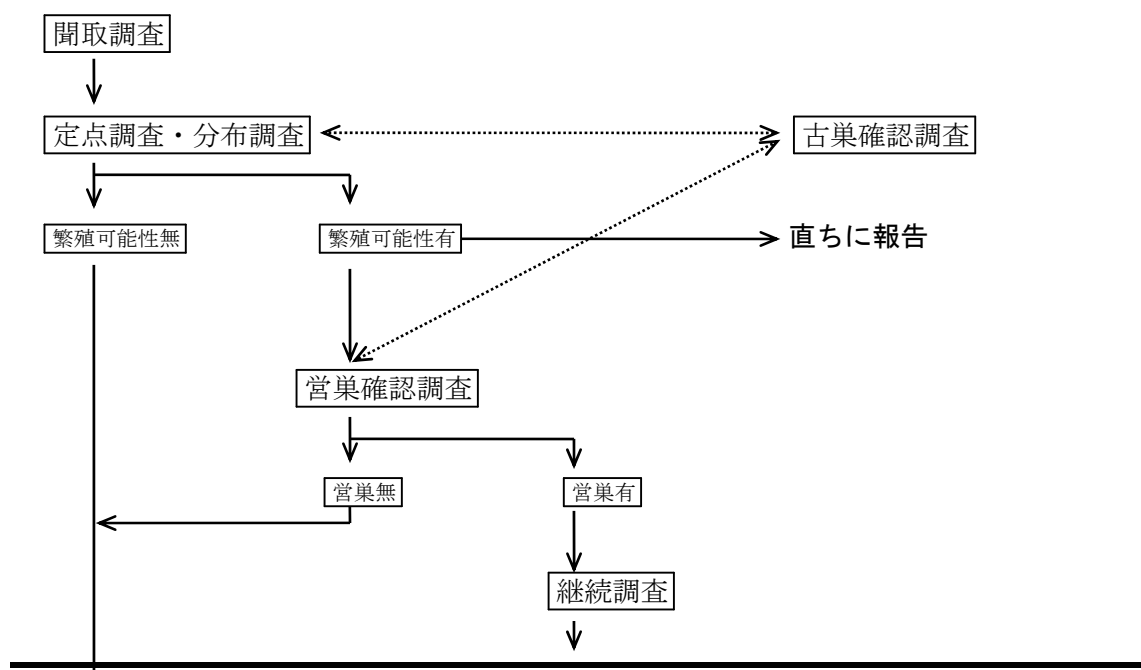 聞取調査
定点調査・分布調査
古巣確認調査
繁殖可能性無
繁殖可能性有
直ちに報告
営巣確認調査
営巣無
営巣有
継続調査